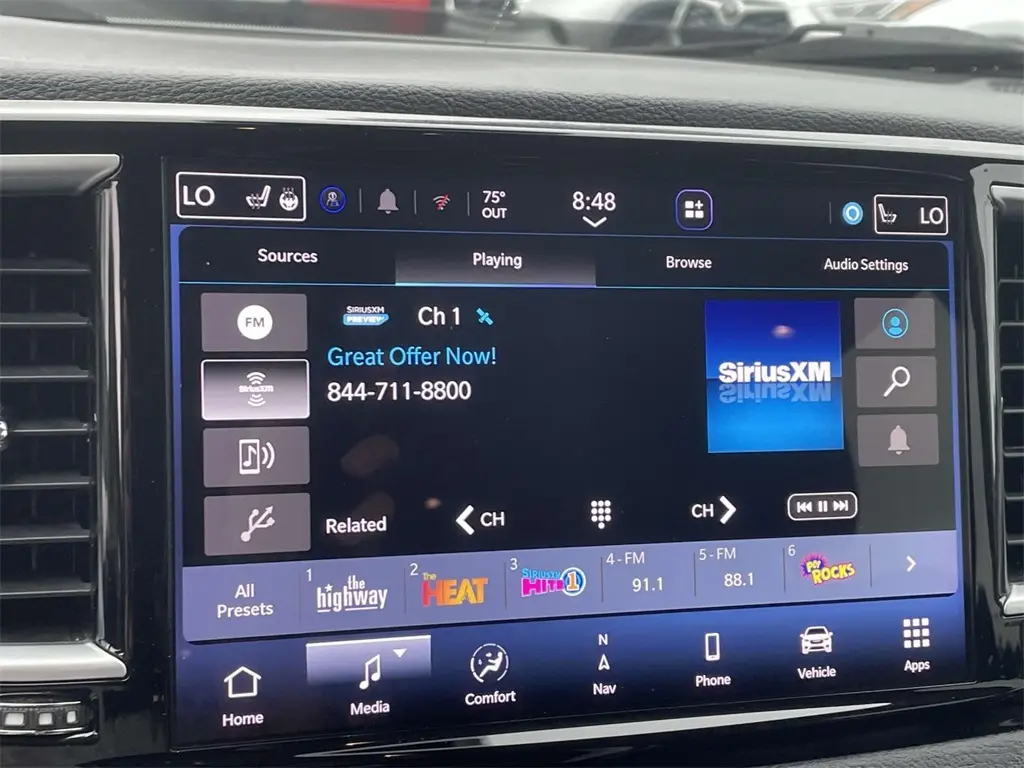 LO
75°
OUT
8:48
LO
Sources
Playing
Browse
Audio Settings
FM
SIRIUSXM
PREVIEW
Ch 1
Great Offer Now!
844-711-8800
SiriusXM
SiriusXM
Related
CH
CH
All
Presets
1
the
highway
2
The
HEAT
3
SIRIUSXM
HITS
1
4 - FM
91.1
5 - FM
88.1
6
POP
ROCKS
Home
Media
Comfort
N
Nav
Phone
Vehicle
Apps